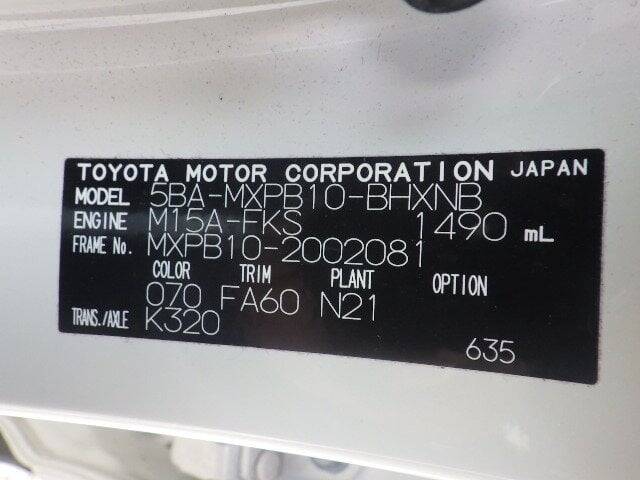 TOYOTA MOTOR CORPORATION JAPAN
MODEL 5BA-MXPB10-BHXNB
ENGINE M15A-FKS 1490 mL
FRAME No. MXPB10-2002081
COLOR TRIM PLANT OPTION
070 FA60 N21
TRANS./AXLE K320
635